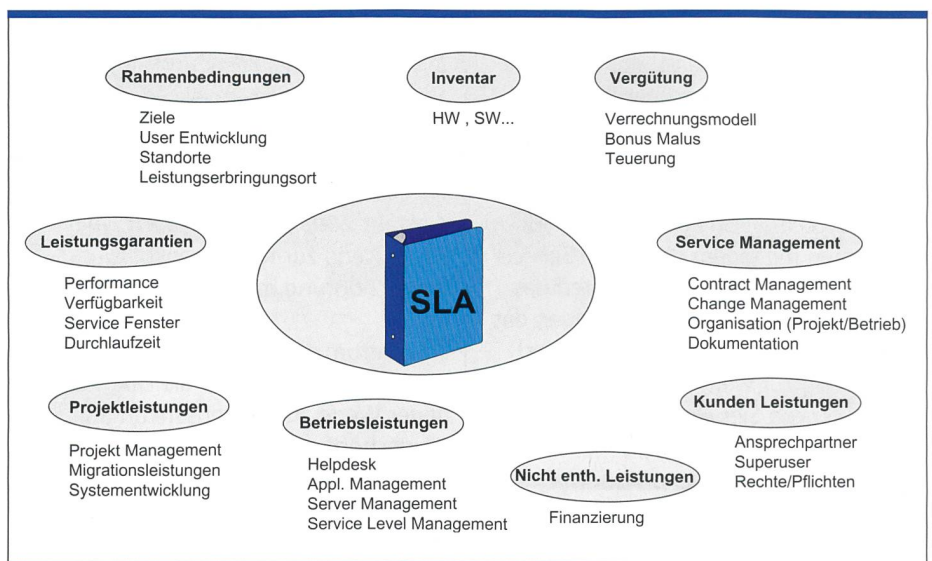 Rahmenbedingungen
Ziele
User Entwicklung
Standorte
Leistungserbringungsort
Inventar
HW , SW...
Vergütung
Verrechnungsmodell
Bonus Malus
Teuerung
Leistungsgarantien
Performance
Verfügbarkeit
Service Fenster
Durchlaufzeit
SLA
Service Management
Contract Management
Change Management
Organisation (Projekt/Betrieb)
Dokumentation
Projektleistungen
Projekt Management
Migrationsleistungen
Systementwicklung
Betriebsleistungen
Helpdesk
Appl. Management
Server Management
Service Level Management
Nicht enth. Leistungen
Finanzierung
Kunden Leistungen
Ansprechpartner
Superuser
Rechte/Pflichten